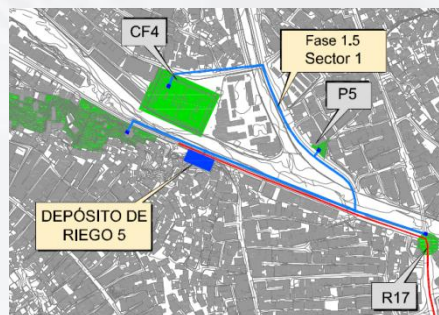 CF4
Fase 1.5
Sector 1
P5
DEPÓSITO DE
RIEGO 5
R17